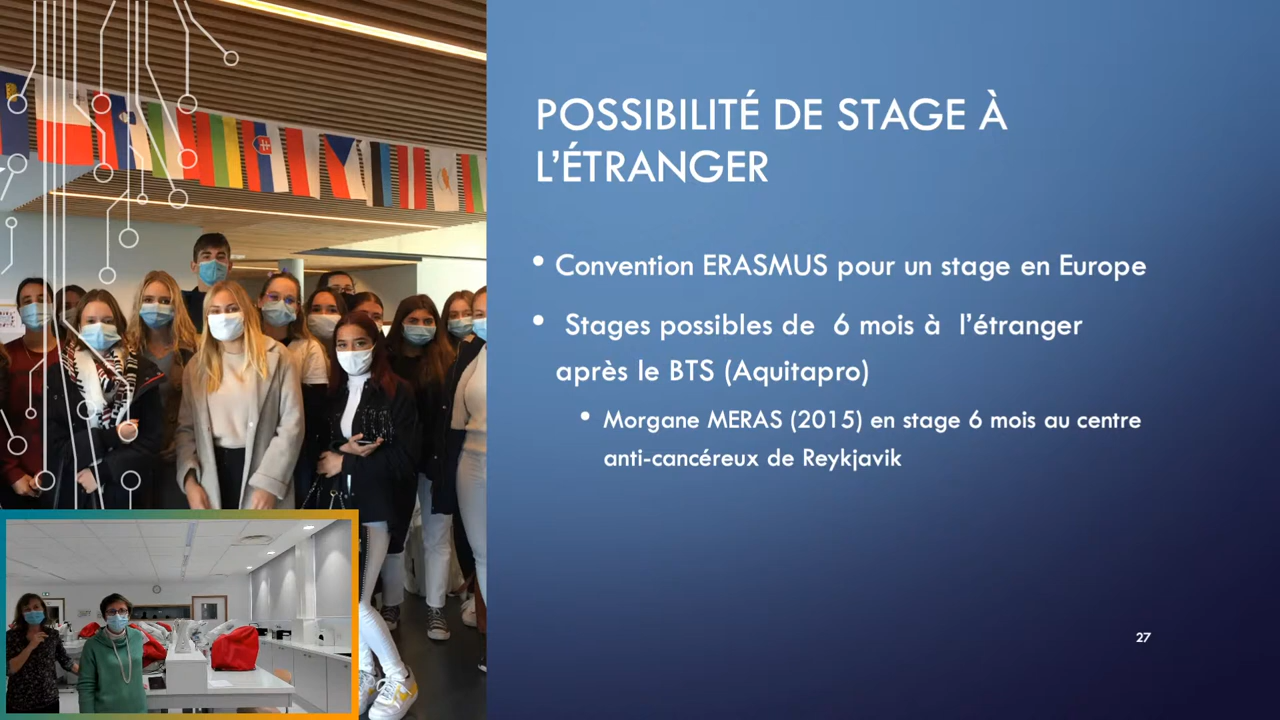 POSSIBILITÉ DE STAGE À
L’ÉTRANGER
• Convention ERASMUS pour un stage en Europe
• Stages possibles de 6 mois à l’étranger
après le BTS (Aquitapro)
• Morgane MERAS (2015) en stage 6 mois au centre
anti-cancéreux de Reykjavik
27